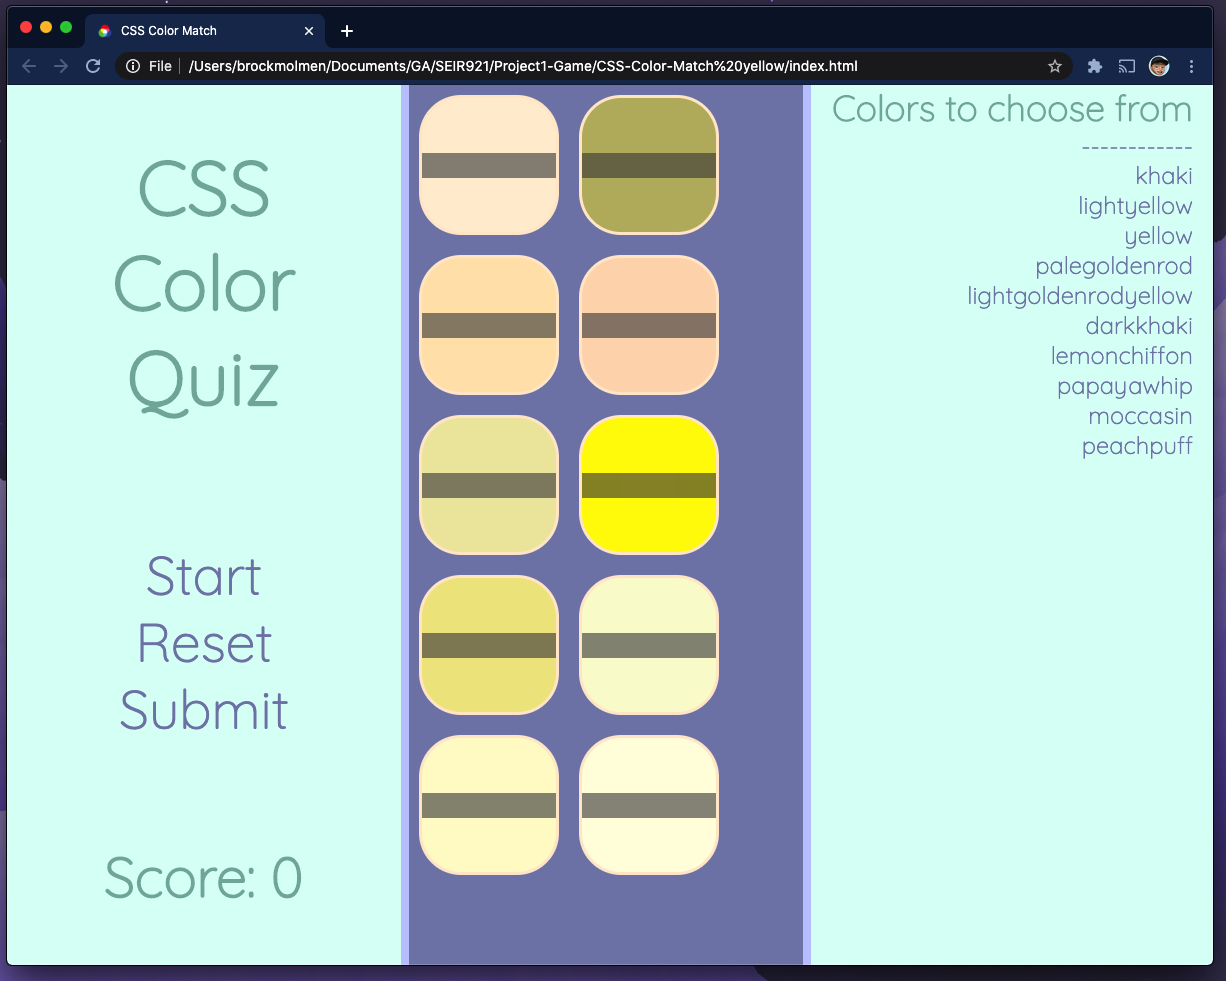 CSS Color Match
File
/Users/brockmolmen/Documents/GA/SEIR921/Project1-Game/CSS-Color-Match%20yellow/index.html
CSS
Color
Quiz
Start
Reset
Submit
Score: 0
Colors to choose from
------------
khaki
lightyellow
yellow
palegoldenrod
lightgoldenrodyellow
darkkhaki
lemonchiffon
papayawhip
moccasin
peachpuff